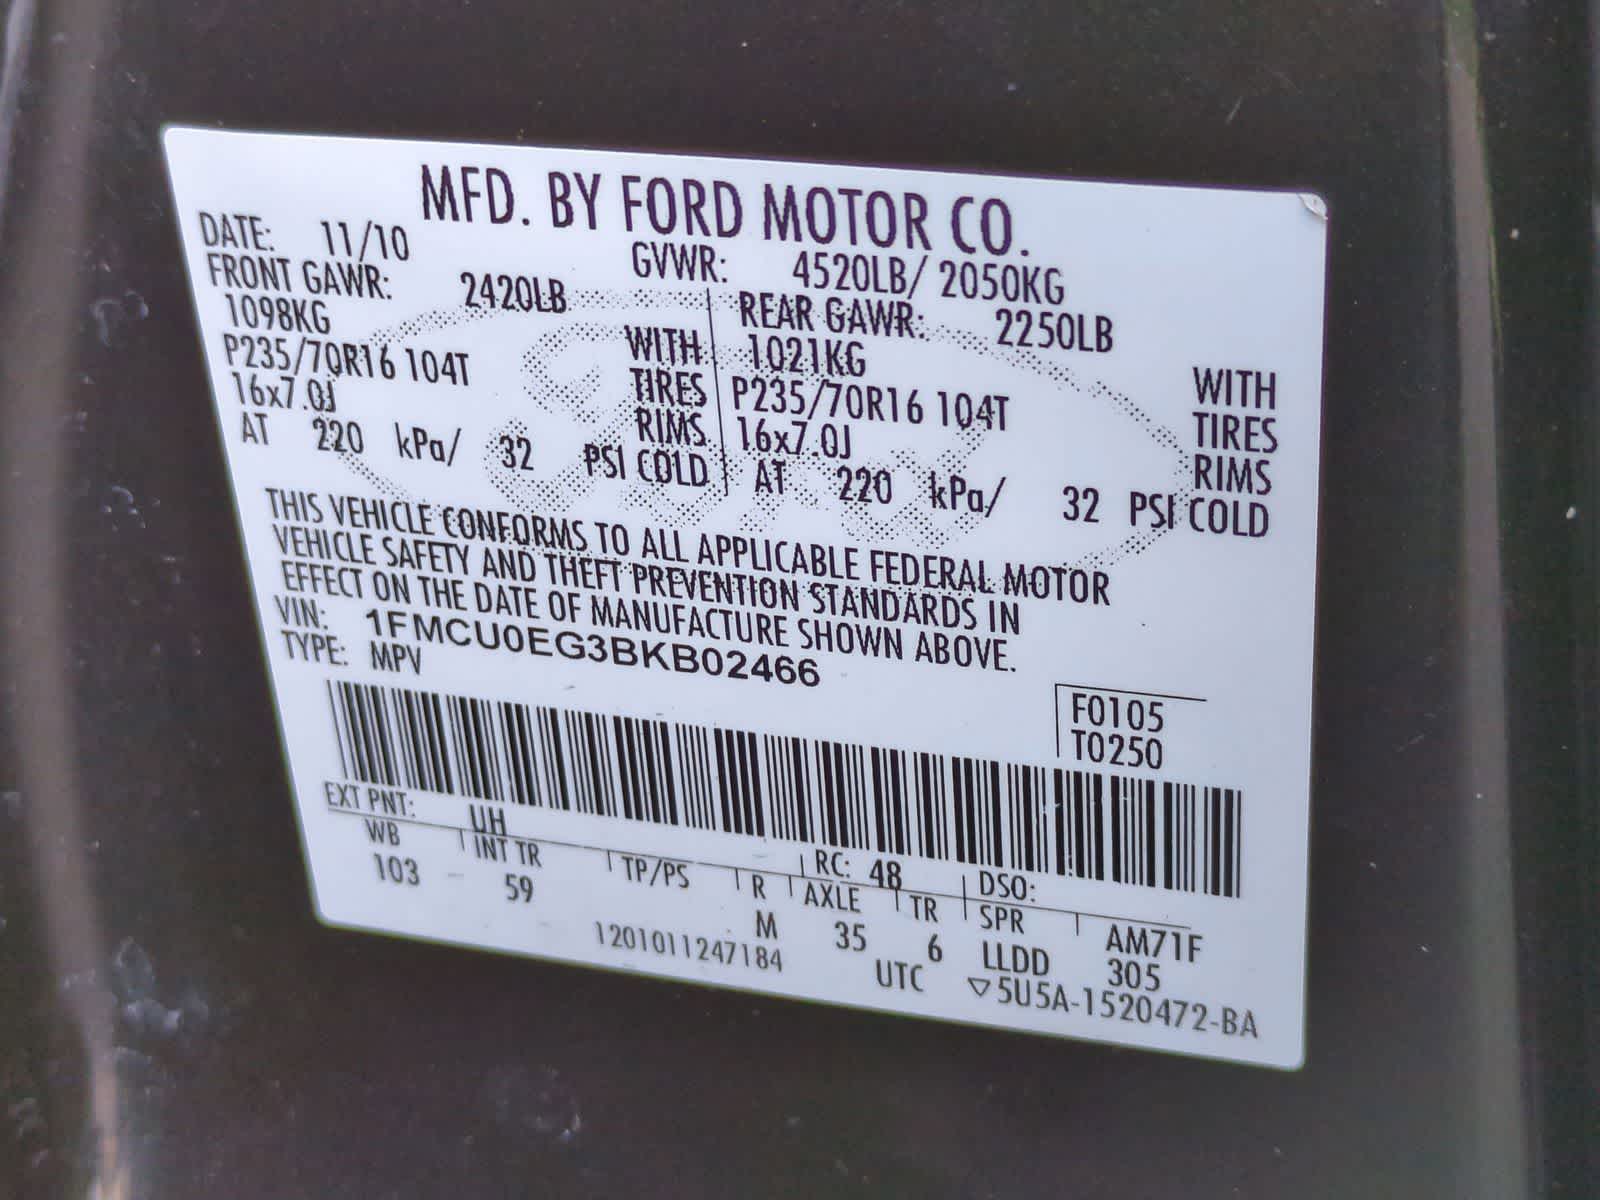 MFD. BY FORD MOTOR CO.
DATE: 11/10 GVWR: 4520LB/ 2050KG
FRONT GAWR: 2420LB REAR GAWR: 2250LB
1098KG WITH 1021KG WITH
P235/70R16 104T TIRES P235/70R16 104T TIRES
16x7.0J RIMS 16x7.0J RIMS
AT 220 kPa/ 32 PSI COLD AT 220 kPa/ 32 PSI COLD
THIS VEHICLE CONFORMS TO ALL APPLICABLE FEDERAL MOTOR
VEHICLE SAFETY AND THEFT PREVENTION STANDARDS IN
EFFECT ON THE DATE OF MANUFACTURE SHOWN ABOVE.
VIN: 1FMCU0EG3BKB02466
TYPE: MPV
F0105
T0250
EXT PNT: UH RC: 48 DSO:
WB INT TR TP/PS R AXLE TR SPR AM71F
103 59 M 35 6 LLDD 305
1201011247184 UTC ▽5U5A-1520472-BA
Ford